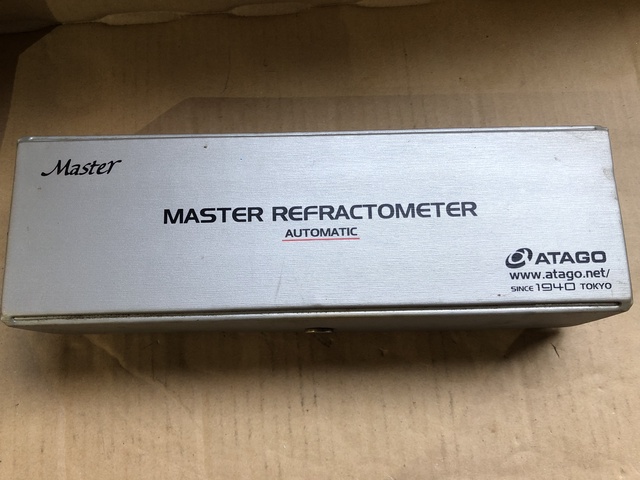 Master
MASTER REFRACTOMETER
AUTOMATIC
ATAGO
www.atago.net/
SINCE 1940 TOKYO